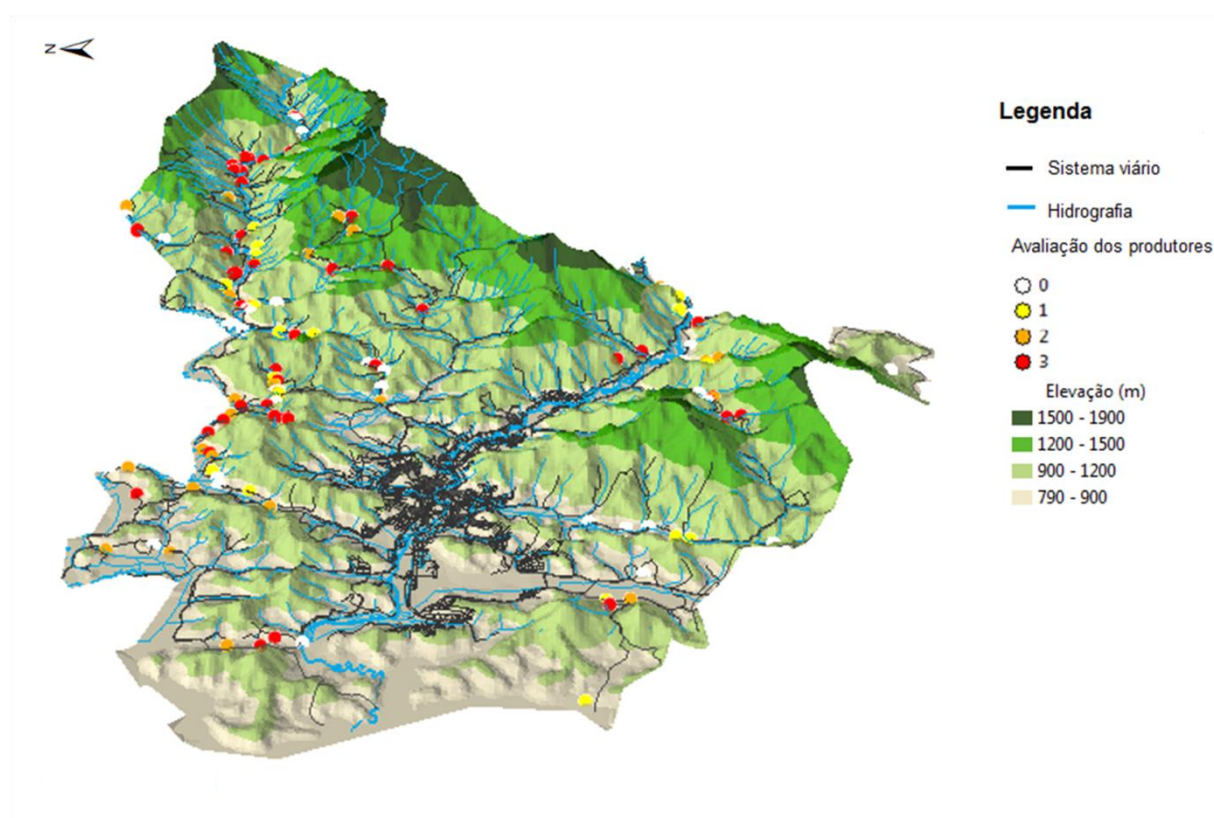 N
Legenda
Sistema viário
Hidrografia
Avaliação dos produtores
0
1
2
3
Elevação (m)
1500 - 1900
1200 - 1500
900 - 1200
790 - 900